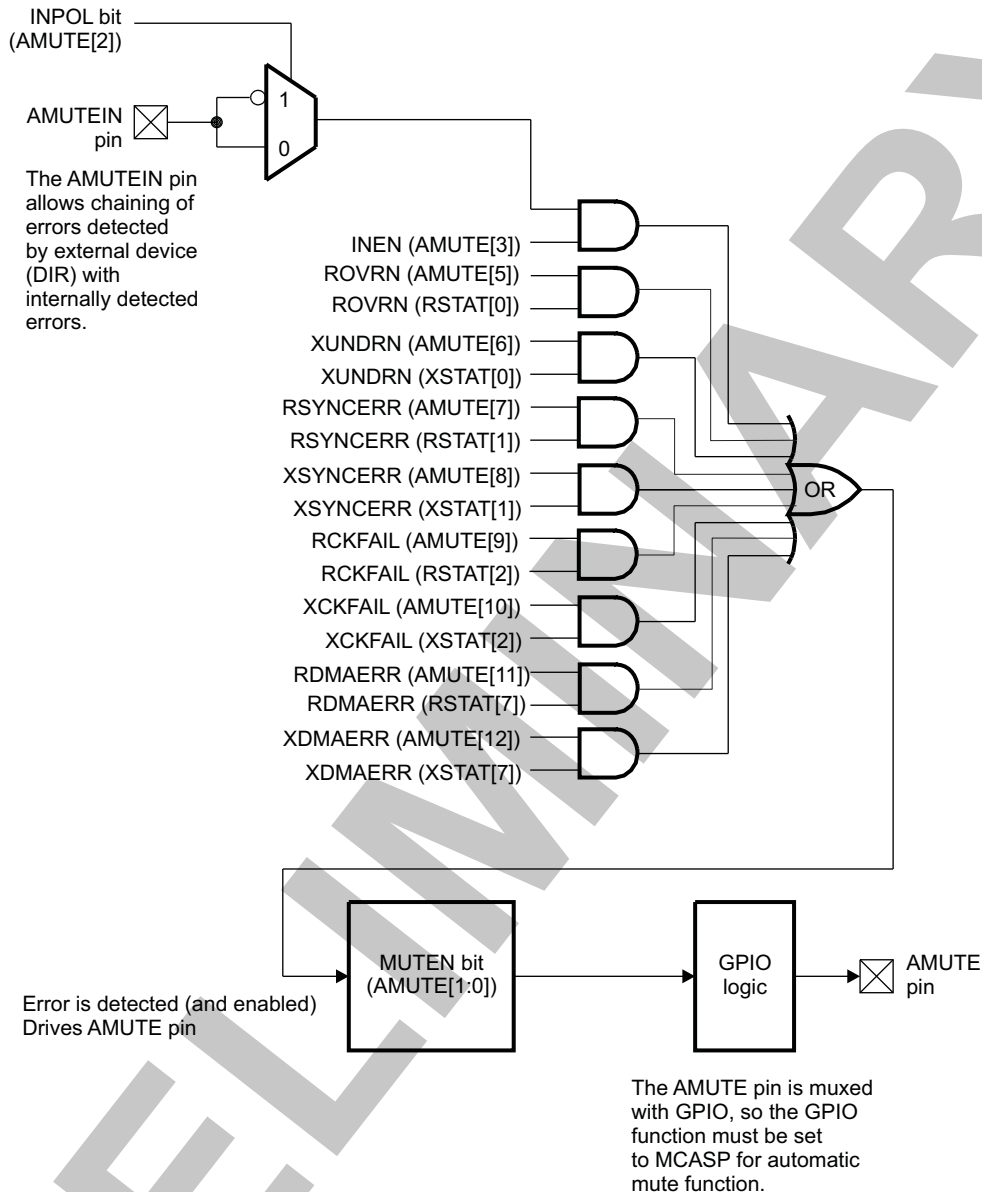 INPOL bit
(AMUTE[2])
1
AMUTEIN
pin
0
The AMUTEIN pin
allows chaining of
errors detected
by external device
(DIR) with
internally detected
errors.
INEN (AMUTE[3])
ROVRN (AMUTE[5])
ROVRN (RSTAT[0])
XUNDRN (AMUTE[6])
XUNDRN (XSTAT[0])
RSYNCERR (AMUTE[7])
RSYNCERR (RSTAT[1])
XSYNCERR (AMUTE[8])
XSYNCERR (XSTAT[1])
OR
RCKFAIL (AMUTE[9])
RCKFAIL (RSTAT[2])
XCKFAIL (AMUTE[10])
XCKFAIL (XSTAT[2])
RDMAERR (AMUTE[11])
RDMAERR (RSTAT[7])
XDMAERR (AMUTE[12])
XDMAERR (XSTAT[7])
Error is detected (and enabled)
Drives AMUTE pin
MUTEN bit
(AMUTE[1:0])
GPIO
logic
AMUTE
pin
The AMUTE pin is muxed
with GPIO, so the GPIO
function must be set
to MCASP for automatic
mute function.
ELIMINARY